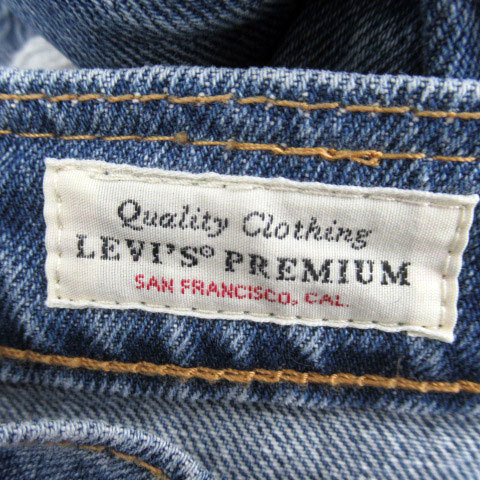 Quality Clothing
LEVI'S® PREMIUM
SAN FRANCISCO, CAL.